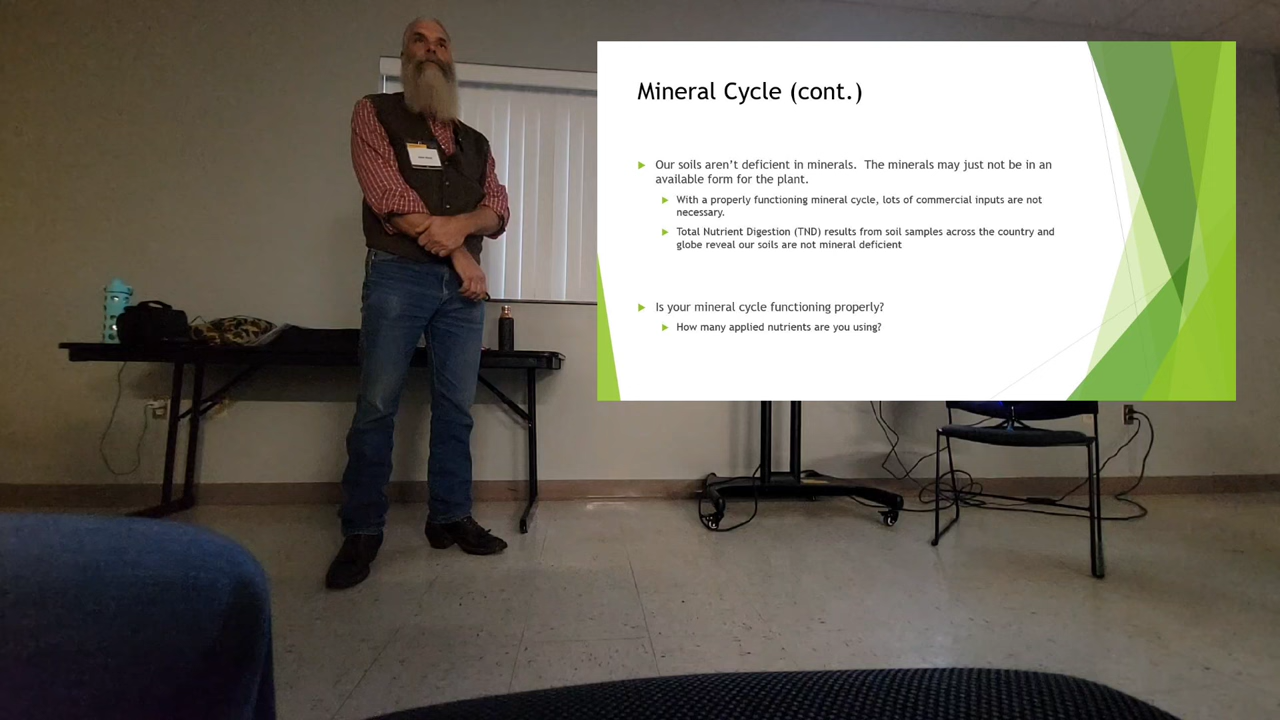 Mineral Cycle (cont.)
Our soils aren't deficient in minerals. The minerals may just not be in an
available form for the plant.
With a properly functioning mineral cycle, lots of commercial inputs are not
necessary.
Total Nutrient Digestion (TND) results from soil samples across the country and
globe reveal our soils are not mineral deficient
Is your mineral cycle functioning properly?
How many applied nutrients are you using?